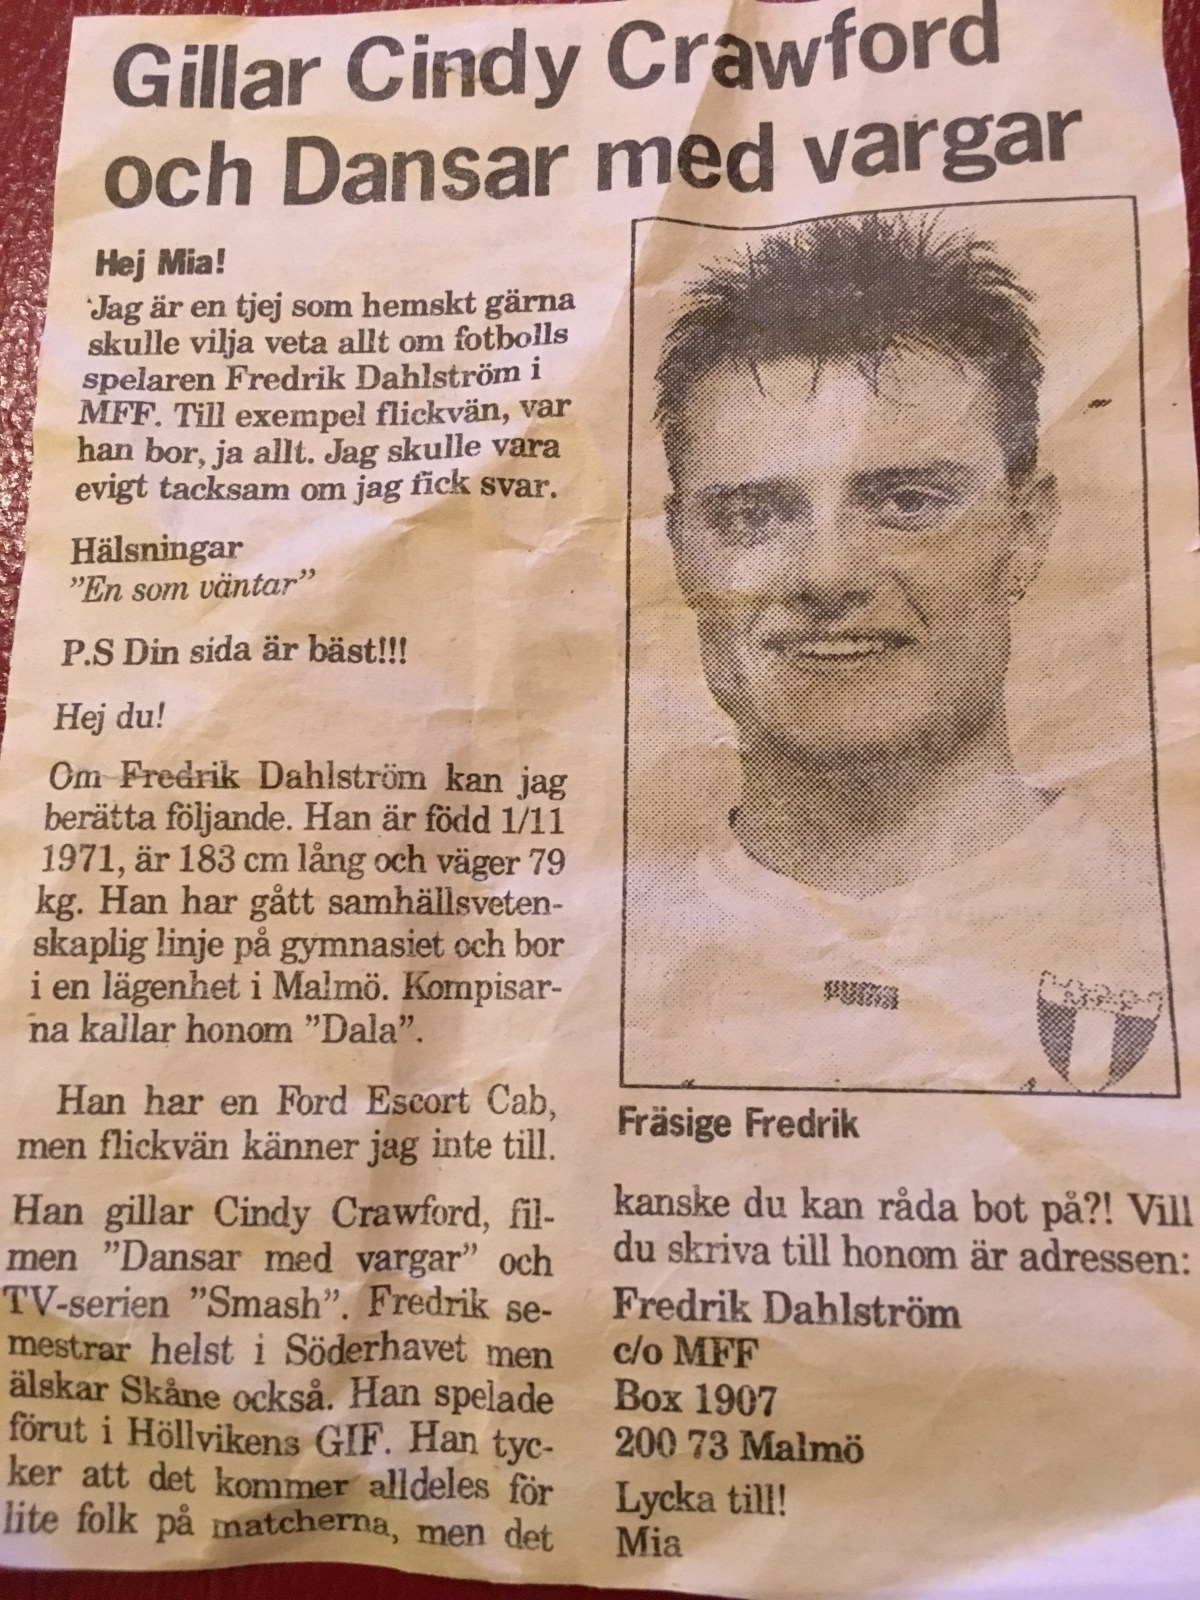 Gillar Cindy Crawford
och Dansar med vargar
Hej Mia!
Jag är en tjej som hemskt gärna
skulle vilja veta allt om fotbolls
spelaren Fredrik Dahlström i
MFF. Till exempel flickvän, var
han bor, ja allt. Jag skulle vara
evigt tacksam om jag fick svar.
Hälsningar
”En som väntar”
P.S Din sida är bäst!!!
Hej du!
Om Fredrik Dahlström kan jag
berätta följande. Han är född 1/11
1971, är 183 cm lång och väger 79
kg. Han har gått samhällsveten-
skaplig linje på gymnasiet och bor
i en lägenhet i Malmö. Kompisar-
na kallar honom ”Dala”.
Han har en Ford Escort Cab,
men flickvän känner jag inte till.
Han gillar Cindy Crawford, fil-
men ”Dansar med vargar” och
TV-serien ”Smash”. Fredrik se-
mestrar helst i Söderhavet men
älskar Skåne också. Han spelade
förut i Höllvikens GIF. Han tyc-
ker att det kommer alldeles för
lite folk på matcherna, men det
PUMA
Fräsige Fredrik
kanske du kan råda bot på?! Vill
du skriva till honom är adressen:
Fredrik Dahlström
c/o MFF
Box 1907
200 73 Malmö
Lycka till!
Mia